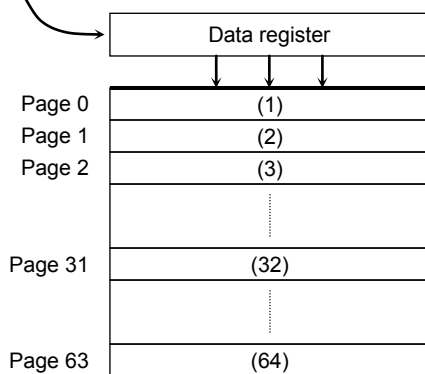 Data register
Page 0 (1)
Page 1 (2)
Page 2 (3)
Page 31 (32)
Page 63 (64)